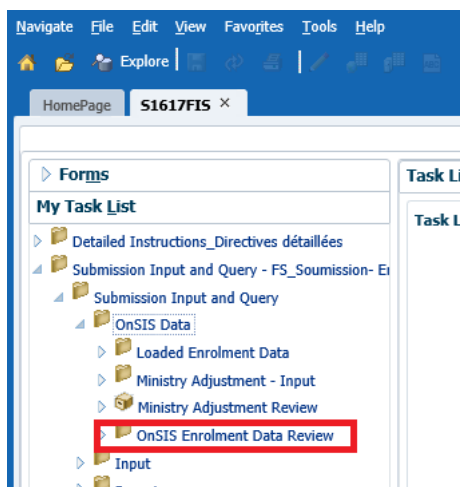 Navigate File Edit View Favorites Tools Help
Explore
HomePage S1617FIS ×
Forms
Task Li
My Task List
Task L
Detailed Instructions_Directives détaillées
Submission Input and Query - FS_Soumission- En
Submission Input and Query
OnSIS Data
Loaded Enrolment Data
Ministry Adjustment - Input
Ministry Adjustment Review
OnSIS Enrolment Data Review
Input